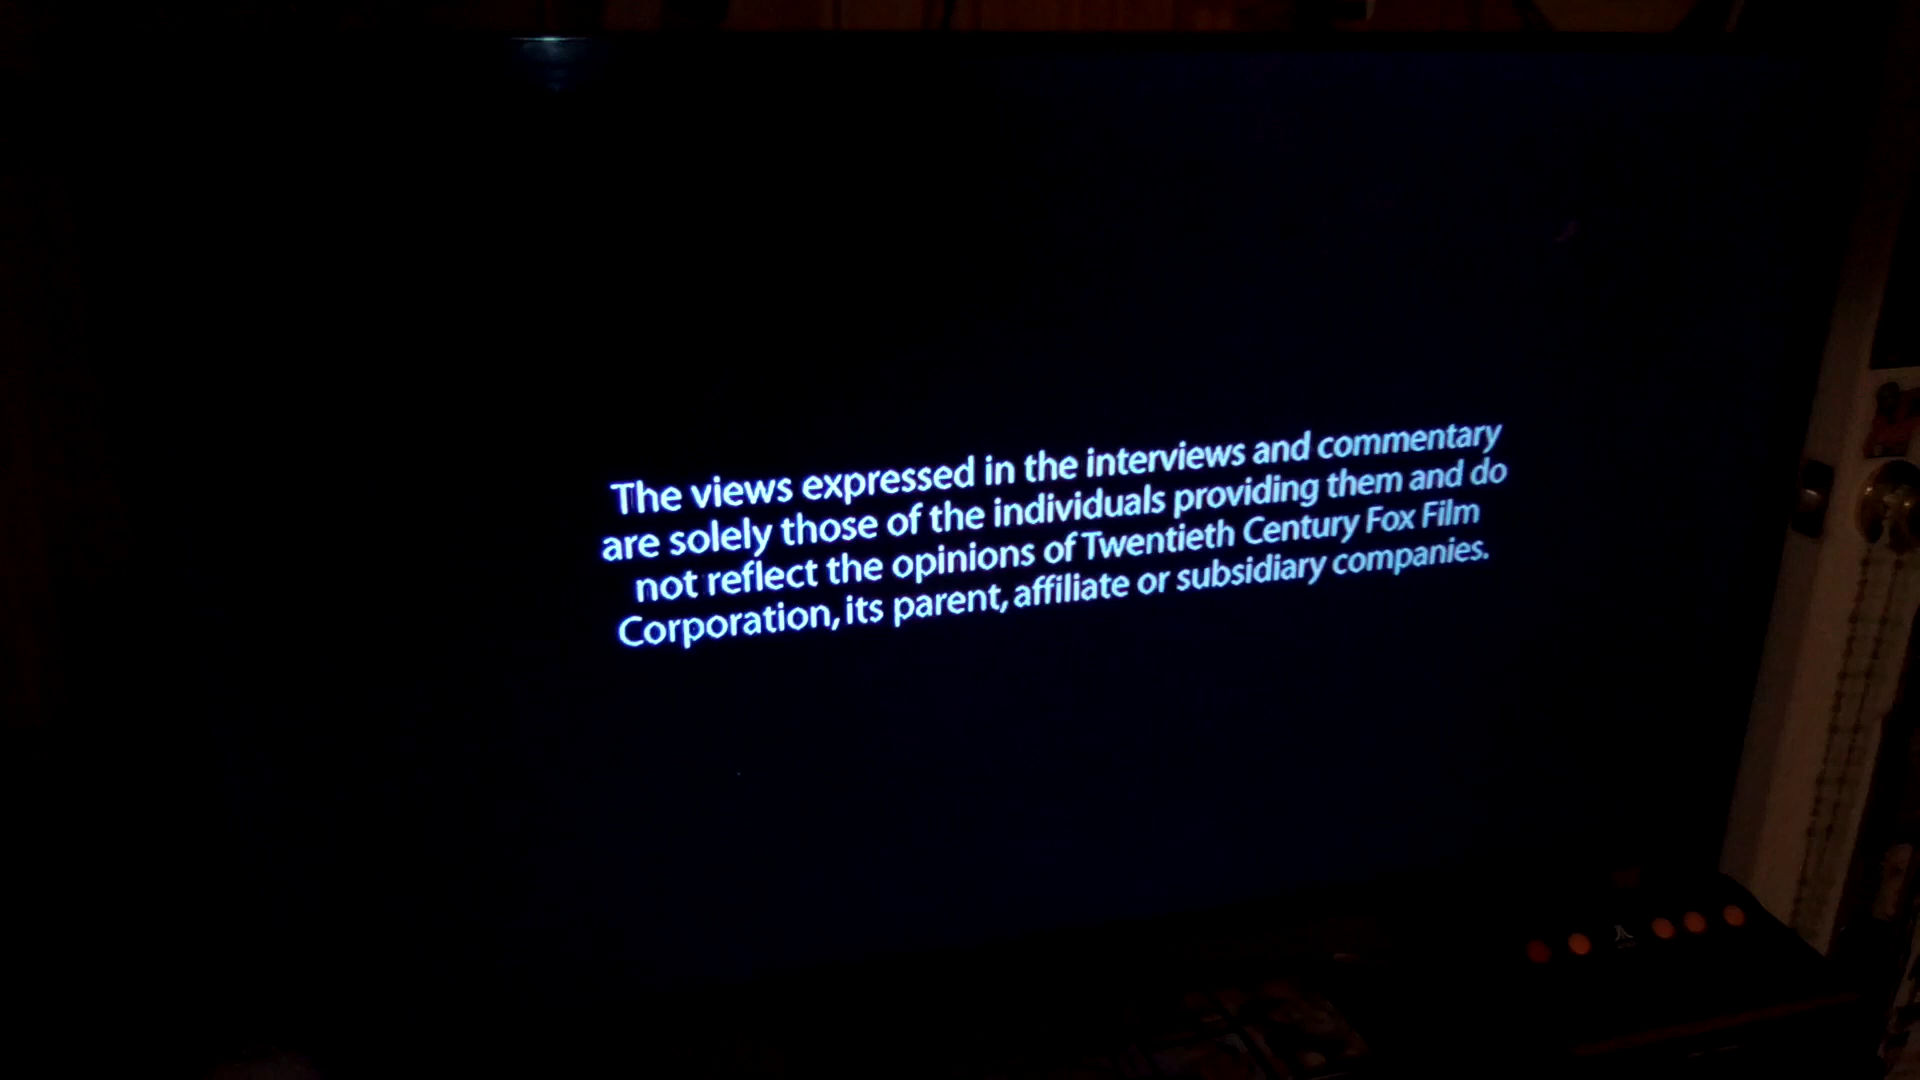 The views expressed in the interviews and commentary
are solely those of the individuals providing them and do
not reflect the opinions of Twentieth Century Fox Film
Corporation, its parent, affiliate or subsidiary companies.